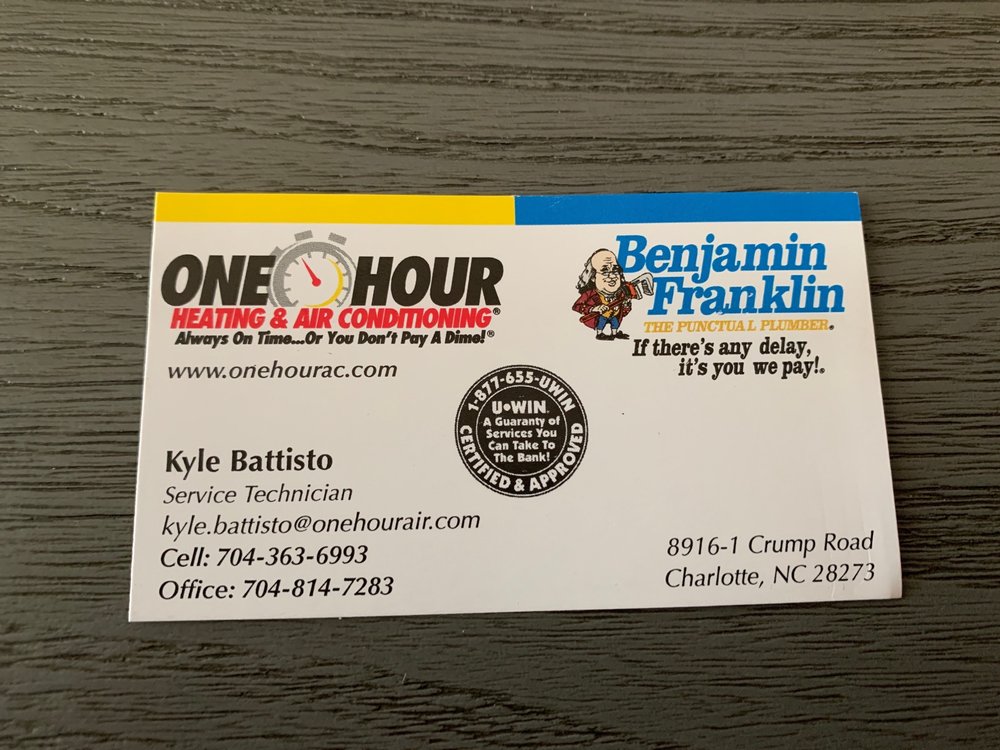 ONE HOUR
HEATING & AIR CONDITIONING®
Always On Time...Or You Don't Pay A Dime!®
www.onehourac.com
Benjamin
Franklin
THE PUNCTUAL PLUMBER®
If there's any delay,
it's you we pay!®
1-877-655-UWIN
U•WIN
A Guaranty of
Services You
Can Take To
The Bank!
CERTIFIED & APPROVED
Kyle Battisto
Service Technician
kyle.battisto@onehourair.com
Cell: 704-363-6993
Office: 704-814-7283
8916-1 Crump Road
Charlotte, NC 28273